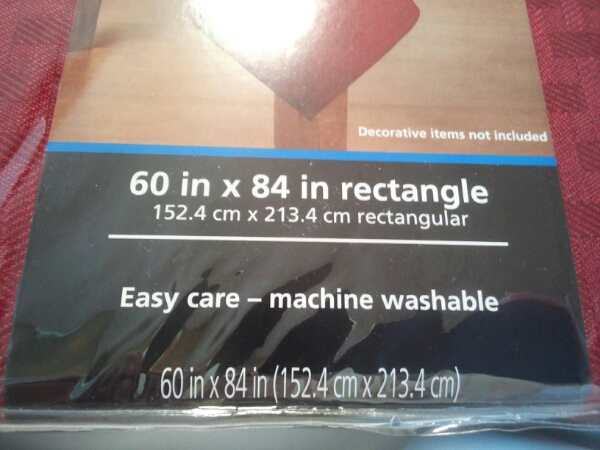 Decorative items not included
60 in x 84 in rectangle
152.4 cm x 213.4 cm rectangular
Easy care – machine washable
60 in x 84 in (152.4 cm x 213.4 cm)